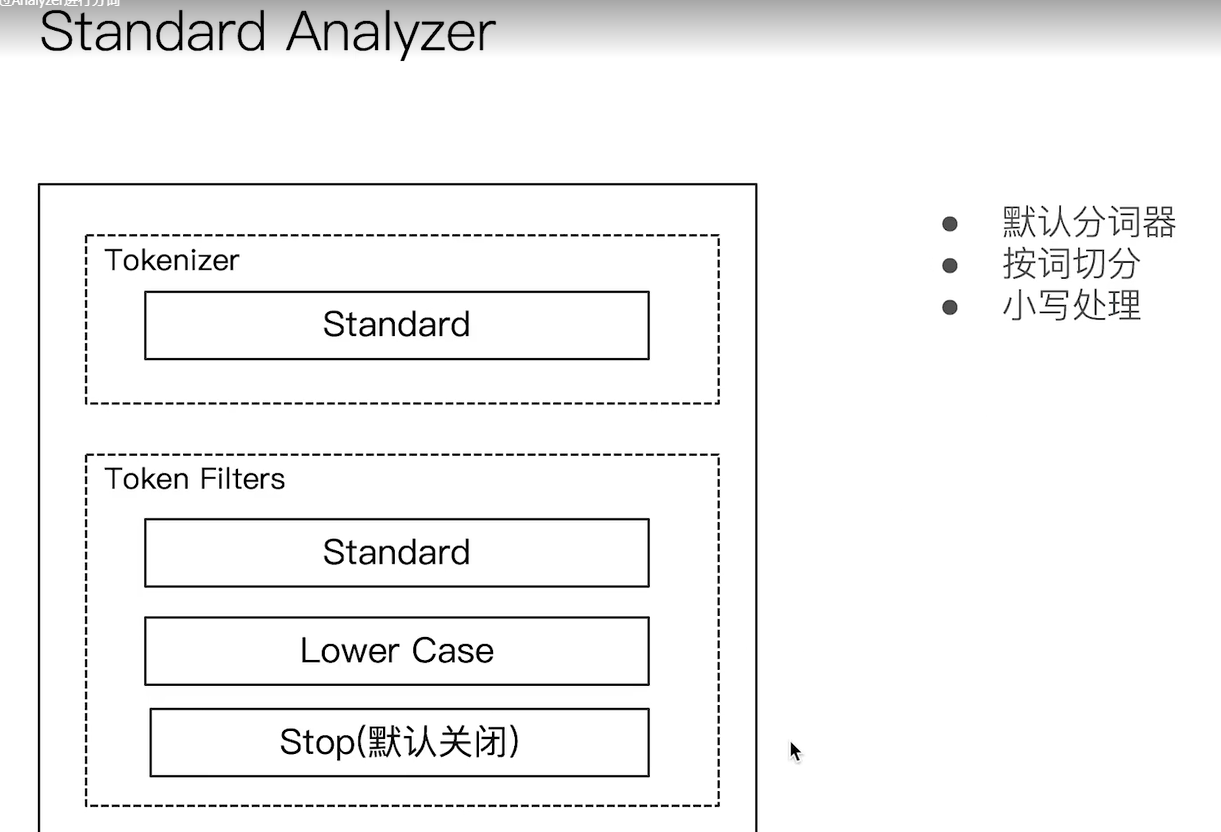 过Analyzer进行分词
Standard Analyzer
Tokenizer
Standard
Token Filters
Standard
Lower Case
Stop(默认关闭)
● 默认分词器
● 按词切分
● 小写处理